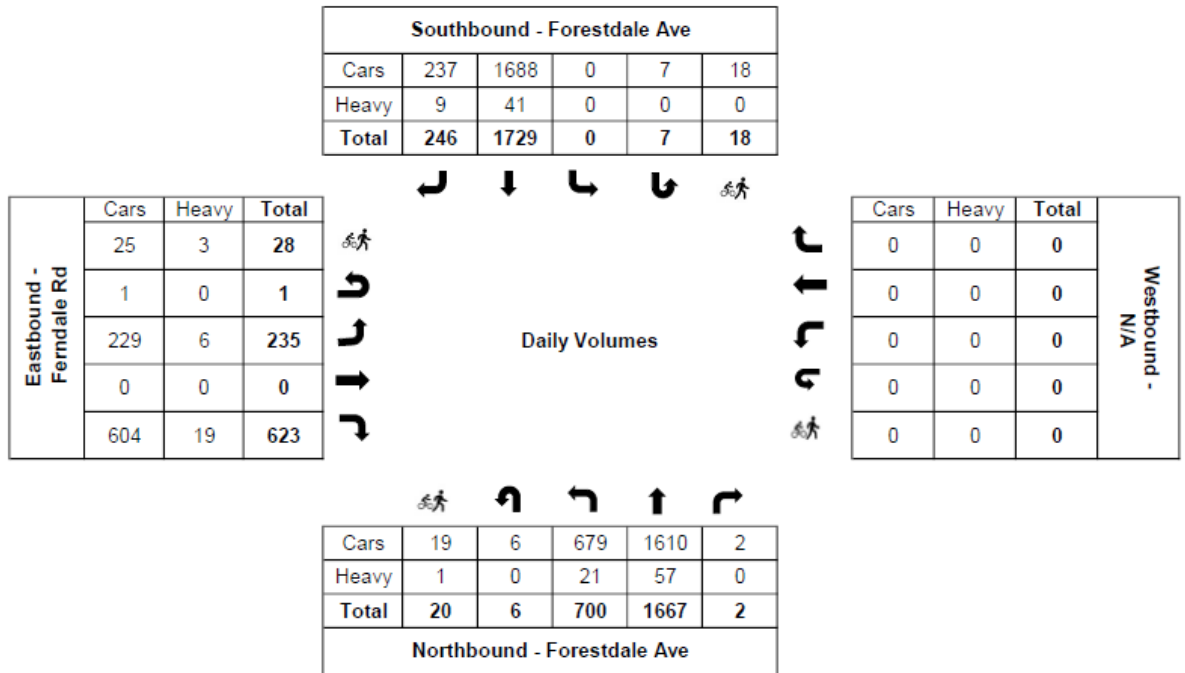 Southbound - Forestdale Ave
Cars 237 1688 0 7 18
Heavy 9 41 0 0 0
Total 246 1729 0 7 18
Eastbound -
Ferndale Rd
Cars Heavy Total
25 3 28
1 0 1
229 6 235
0 0 0
604 19 623
Daily Volumes
Cars Heavy Total
0 0 0
0 0 0
0 0 0
0 0 0
0 0 0
Westbound -
N/A
Cars 19 6 679 1610 2
Heavy 1 0 21 57 0
Total 20 6 700 1667 2
Northbound - Forestdale Ave